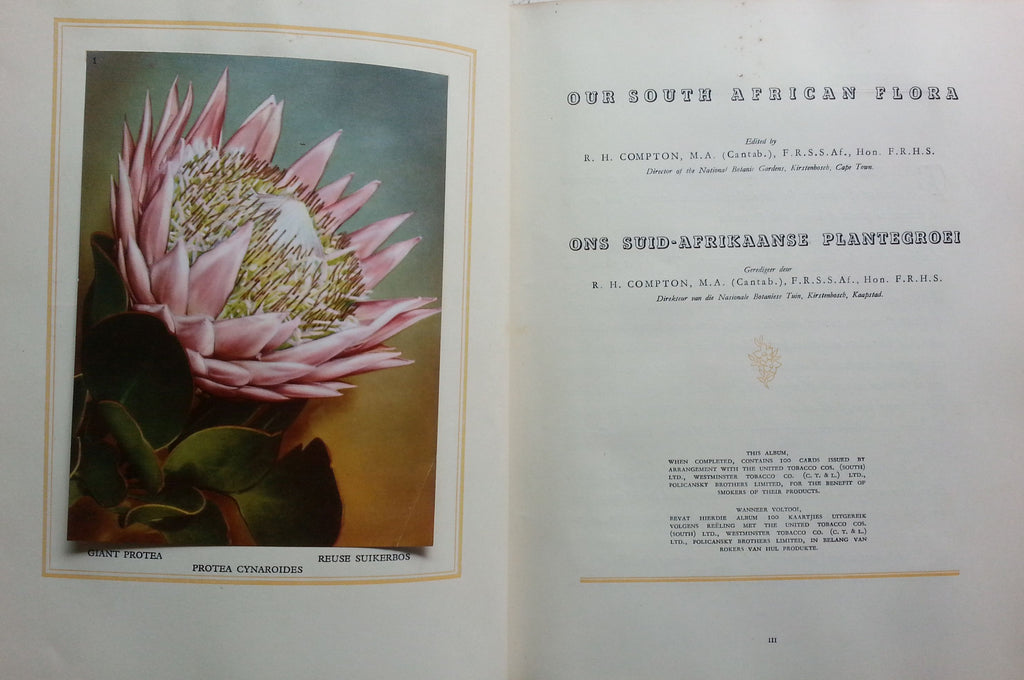 1
GIANT PROTEA
REUSE SUIKERBOS
PROTEA CYNAROIDES
OUR SOUTH AFRICAN FLORA
Edited by
R. H. COMPTON, M.A. (Cantab.), F.R.S.S.Af., Hon. F.R.H.S.
Director of the National Botanic Gardens, Kirstenbosch, Cape Town.
ONS SUID-AFRIKAANSE PLANTEGROEI
Geredigeer deur
R. H. COMPTON, M.A. (Cantab.), F.R.S.S.Af., Hon. F.R.H.S.
Direkteur van die Nasionale Botaniese Tuin, Kirstenbosch, Kaapstad.
THIS ALBUM,
WHEN COMPLETED, CONTAINS 100 CARDS ISSUED BY
ARRANGEMENT WITH THE UNITED TOBACCO COS. (SOUTH)
LTD., WESTMINSTER TOBACCO CO. (C. T. & L.) LTD.,
POLICANSKY BROTHERS LIMITED, FOR THE BENEFIT OF
SMOKERS OF THEIR PRODUCTS.
WANNEER VOLTOOI,
BEVAT HIERDIE ALBUM 100 KAARTJIES UITGEREIK
VOLGENS REËLING MET THE UNITED TOBACCO COS.
(SOUTH) LTD., WESTMINSTER TOBACCO CO. (C. T. & L.)
LTD., POLICANSKY BROTHERS LIMITED, IN BELANG VAN
ROKERS VAN HUL PRODUKTE.
III